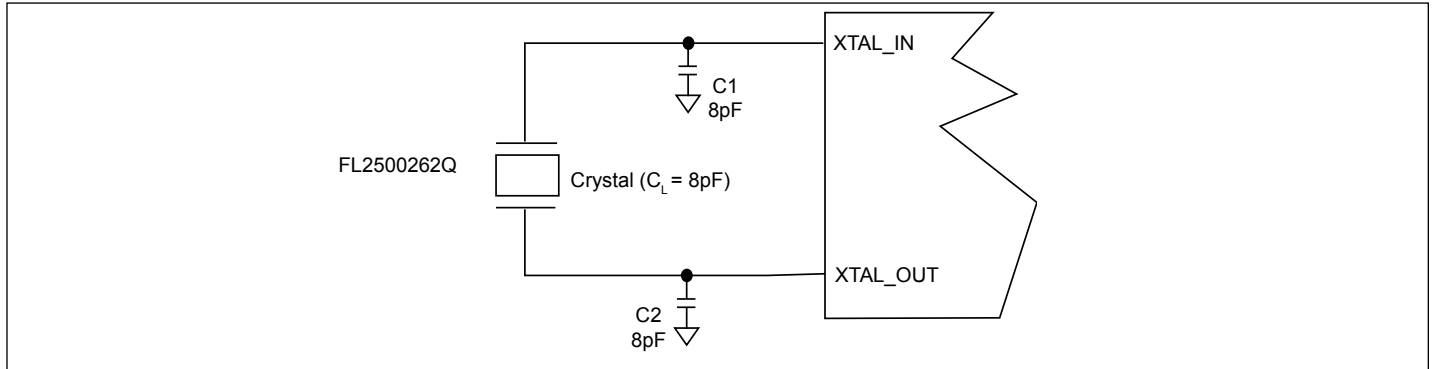 XTAL_IN
C1
8pF
FL2500262Q
Crystal (CL = 8pF)
XTAL_OUT
C2
8pF